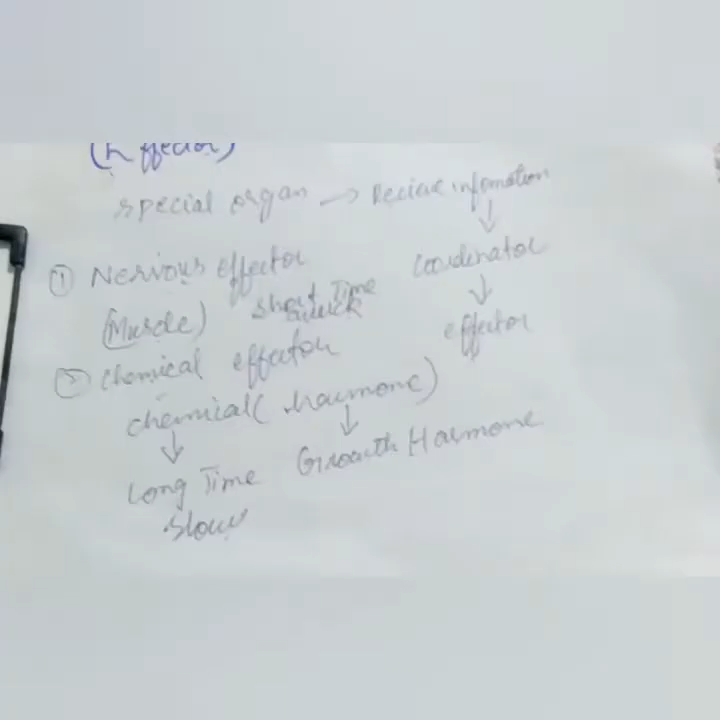 (Effector)
special organ → Recieve infomation
↓
① Nervous effector coordinator
(Muscle) short Time ↓
quick effector
② Chemical effector
chemical( harmone)
↓ ↓
Long Time Growth Harmone
slow